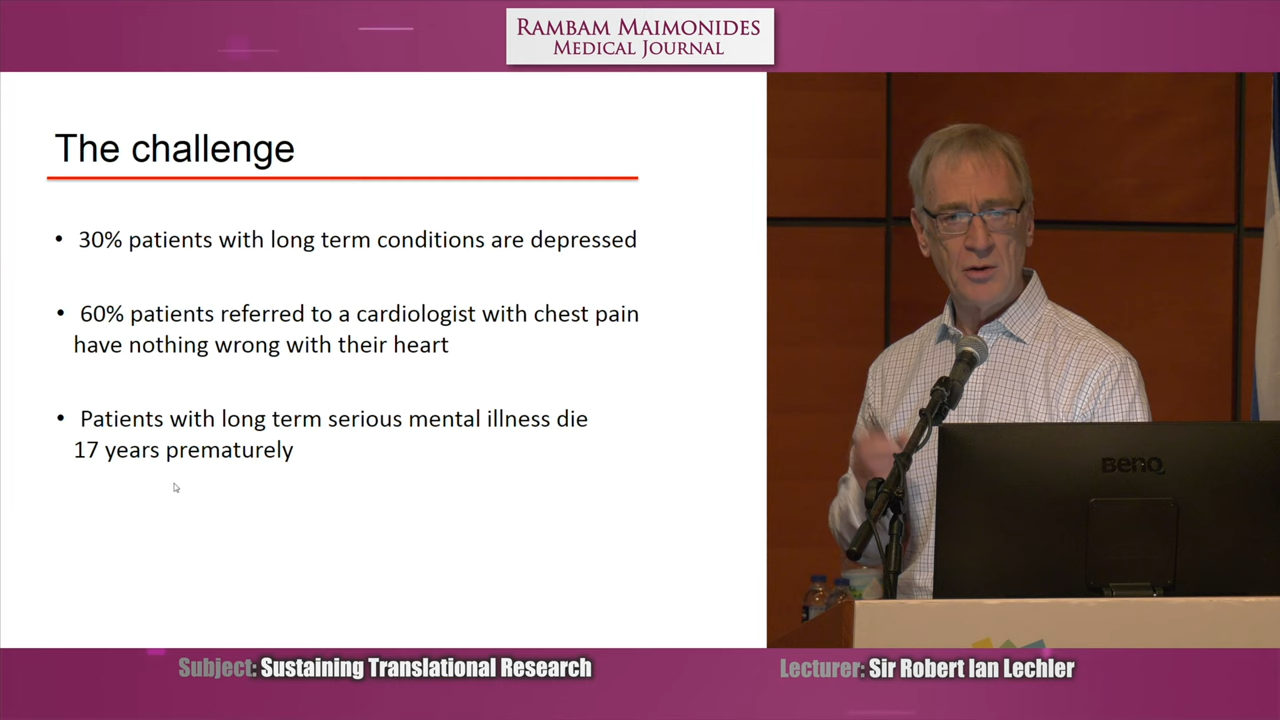 RAMBAM MAIMONIDES
MEDICAL JOURNAL
The challenge
• 30% patients with long term conditions are depressed
• 60% patients referred to a cardiologist with chest pain
have nothing wrong with their heart
• Patients with long term serious mental illness die
17 years prematurely
BenQ
Subject: Sustaining Translational Research
Lecturer: Sir Robert Ian Lechler